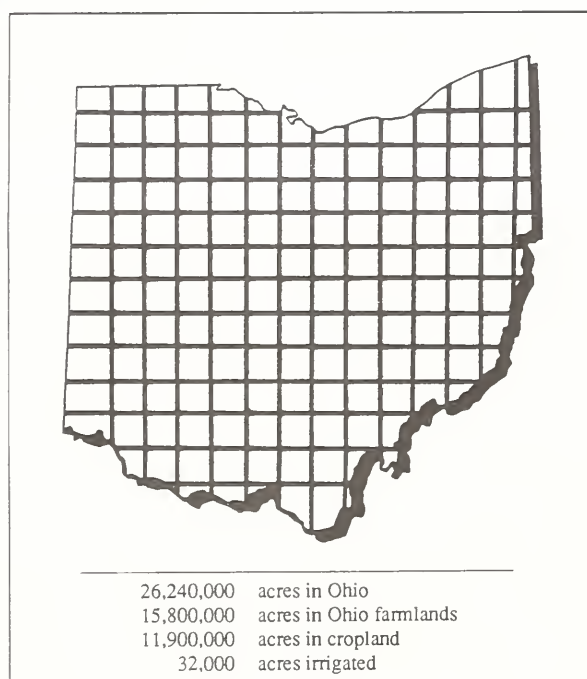 26,240,000 acres in Ohio
15,800,000 acres in Ohio farmlands
11,900,000 acres in cropland
32,000 acres irrigated